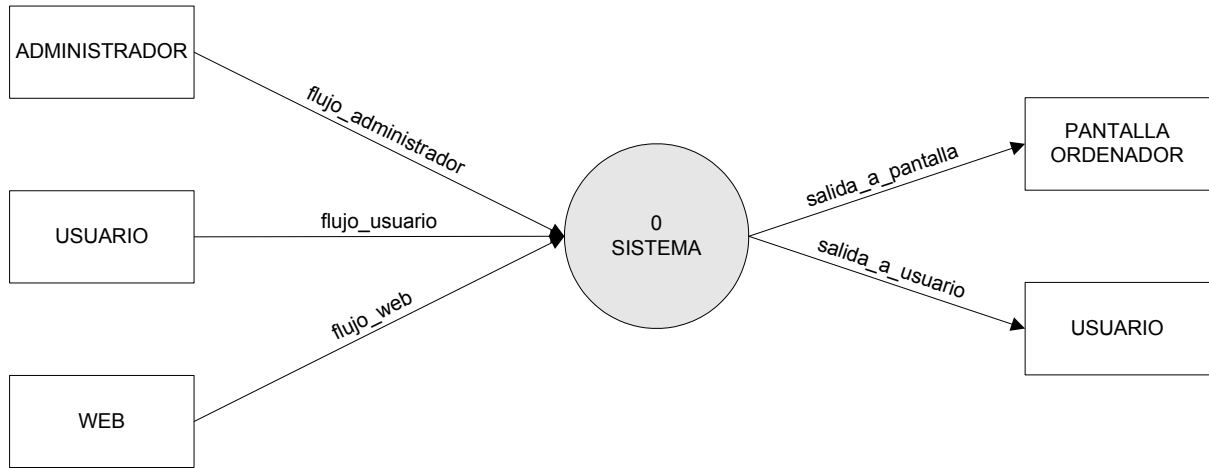 ADMINISTRADOR
flujo_administrador
USUARIO
flujo_usuario
WEB
flujo_web
0
SISTEMA
salida_a_pantalla
PANTALLA
ORDENADOR
salida_a_usuario
USUARIO